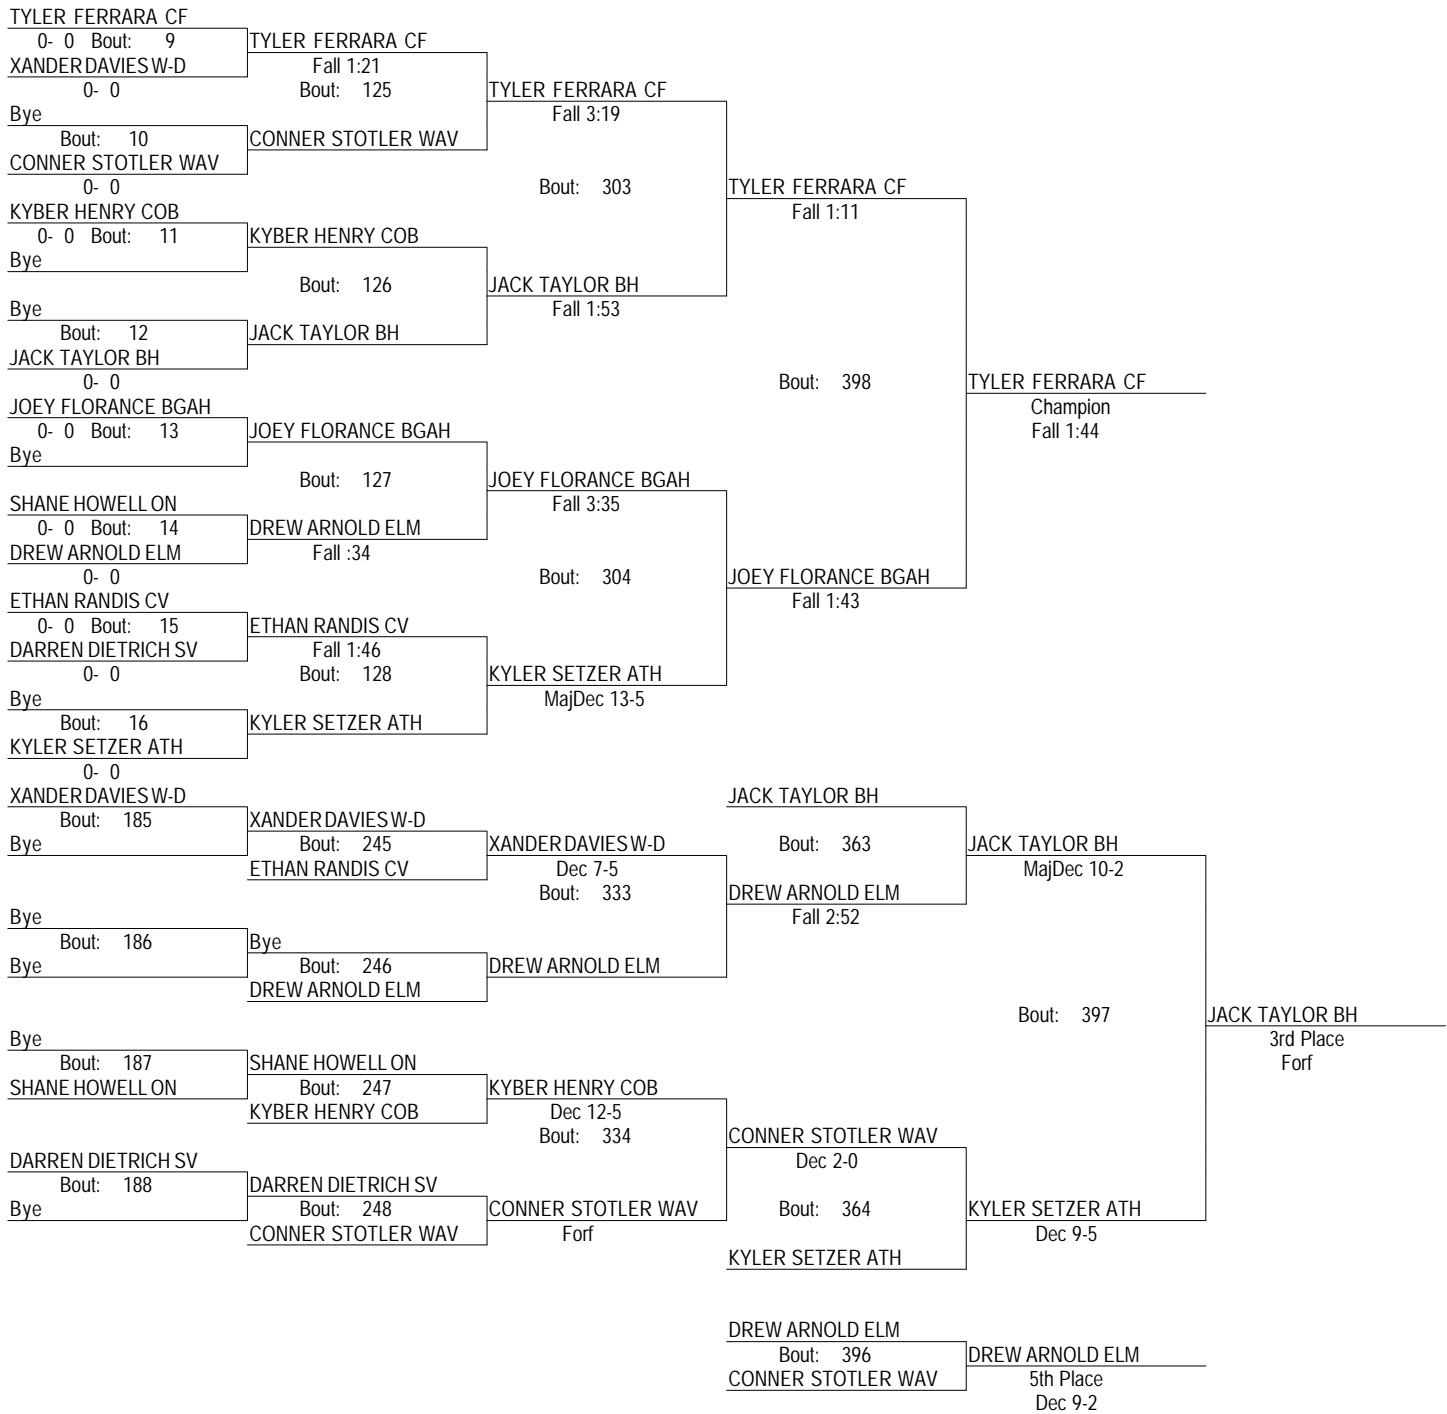 TYLER FERRARA CF
0- 0 Bout: 9 TYLER FERRARA CF
XANDER DAVIES W-D Fall 1:21
0- 0 Bout: 125 TYLER FERRARA CF
Bye Fall 3:19
Bout: 10 CONNER STOTLER WAV
CONNER STOTLER WAV
0- 0 Bout: 303 TYLER FERRARA CF
KYBER HENRY COB Fall 1:11
0- 0 Bout: 11 KYBER HENRY COB
Bye
Bout: 126 JACK TAYLOR BH
Bye Fall 1:53
Bout: 12 JACK TAYLOR BH
JACK TAYLOR BH
0- 0 Bout: 398 TYLER FERRARA CF
JOEY FLORANCE BGAH Champion
0- 0 Bout: 13 JOEY FLORANCE BGAH Fall 1:44
Bye
Bout: 127 JOEY FLORANCE BGAH
SHANE HOWELL ON Fall 3:35
0- 0 Bout: 14 DREW ARNOLD ELM
DREW ARNOLD ELM Fall :34
0- 0 Bout: 304 JOEY FLORANCE BGAH
ETHAN RANDIS CV Fall 1:43
0- 0 Bout: 15 ETHAN RANDIS CV
DARREN DIETRICH SV Fall 1:46
0- 0 Bout: 128 KYLER SETZER ATH
Bye MajDec 13-5
Bout: 16 KYLER SETZER ATH
KYLER SETZER ATH
0- 0
XANDER DAVIES W-D JACK TAYLOR BH
Bout: 185 XANDER DAVIES W-D
Bye Bout: 245 XANDER DAVIES W-D Bout: 363 JACK TAYLOR BH
ETHAN RANDIS CV Dec 7-5 MajDec 10-2
Bout: 333 DREW ARNOLD ELM
Bye Fall 2:52
Bout: 186 Bye
Bye Bout: 246 DREW ARNOLD ELM
DREW ARNOLD ELM
Bout: 397 JACK TAYLOR BH
Bye 3rd Place
Bout: 187 SHANE HOWELL ON Forf
SHANE HOWELL ON Bout: 247 KYBER HENRY COB
KYBER HENRY COB Dec 12-5
Bout: 334 CONNER STOTLER WAV
DARREN DIETRICH SV Dec 2-0
Bout: 188 DARREN DIETRICH SV
Bye Bout: 248 CONNER STOTLER WAV Bout: 364 KYLER SETZER ATH
CONNER STOTLER WAV Forf Dec 9-5
KYLER SETZER ATH
DREW ARNOLD ELM
Bout: 396 DREW ARNOLD ELM
CONNER STOTLER WAV 5th Place
Dec 9-2